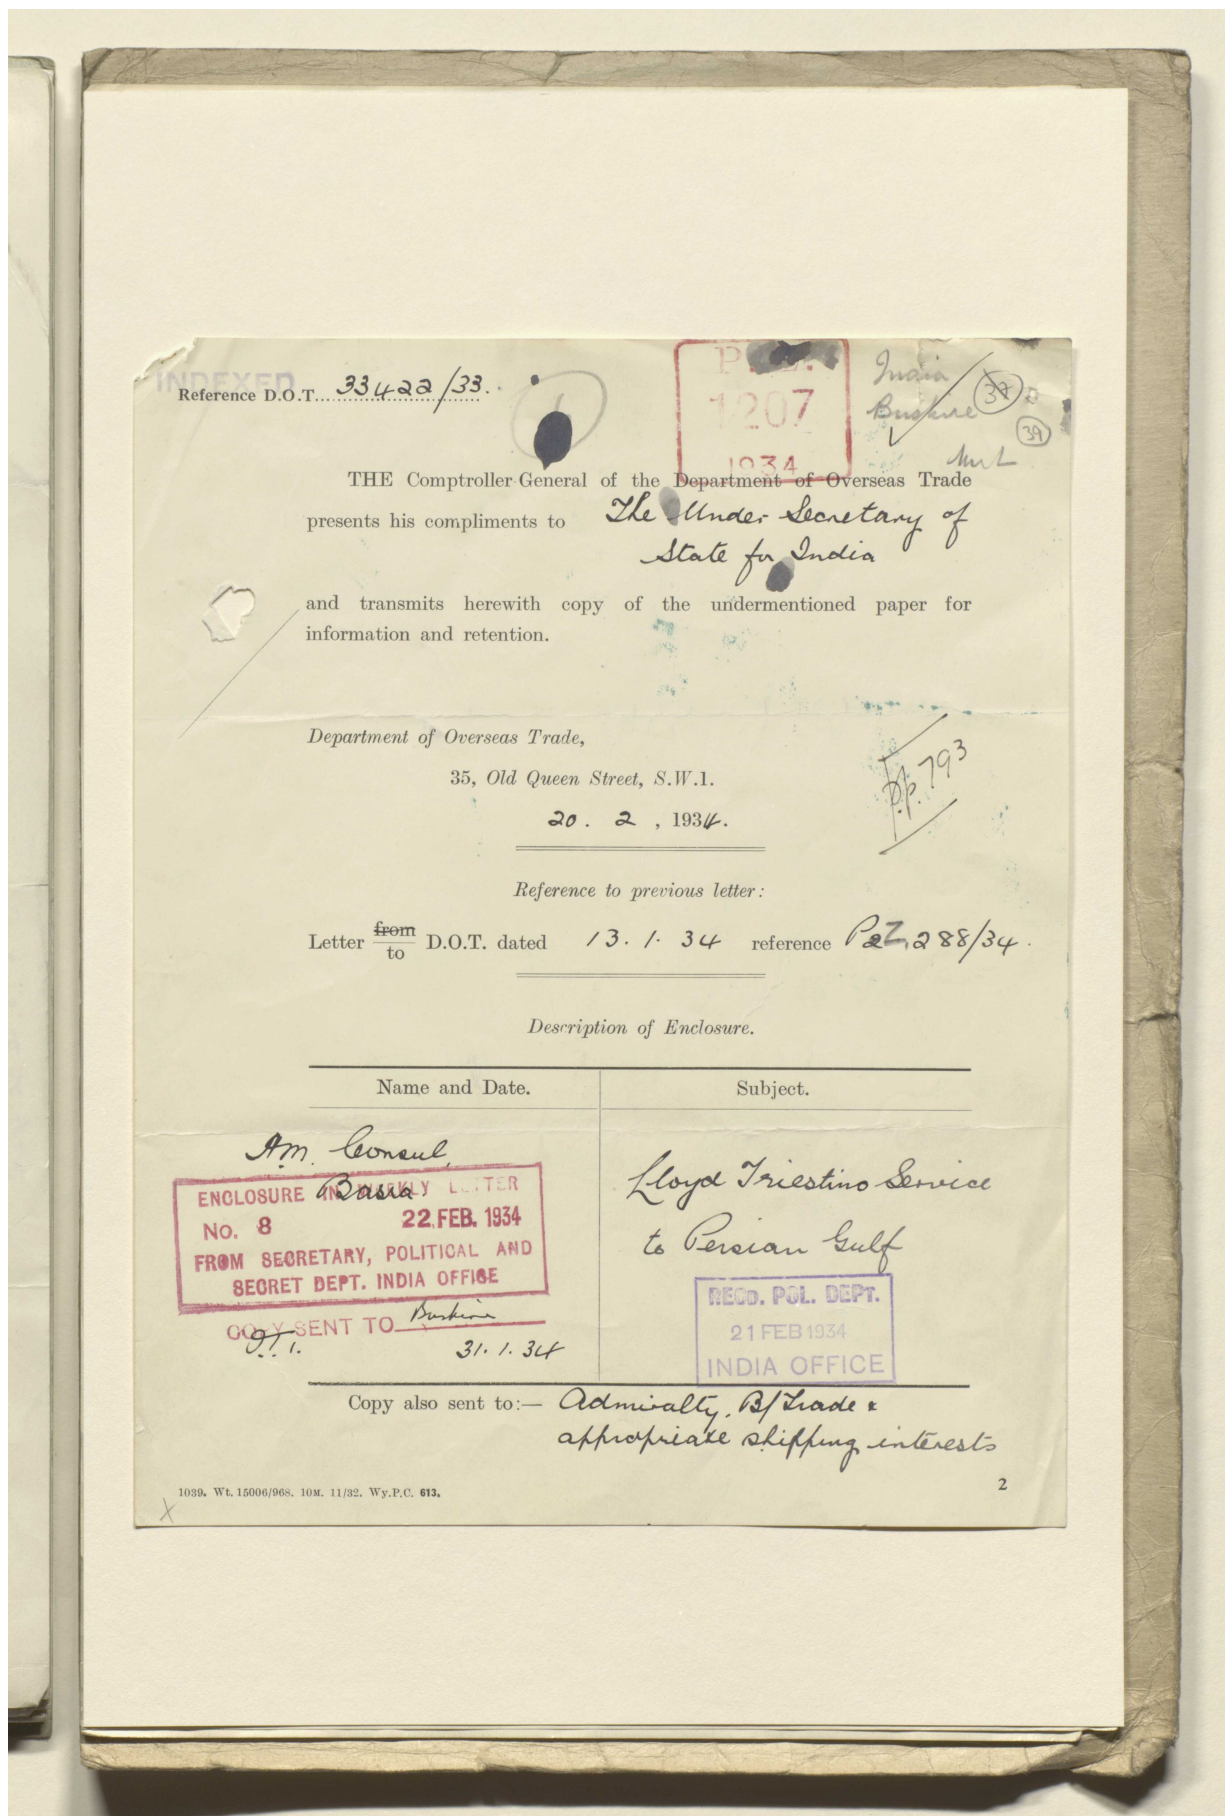 INDEXED
Reference D.O.T. 33422/33.
P.Z.
1207
1934
India
Bushire
39
THE Comptroller-General of the Department of Overseas Trade
presents his compliments to The Under Secretary of
State for India
and transmits herewith copy of the undermentioned paper for
information and retention.
Department of Overseas Trade,
35, Old Queen Street, S.W.1.
20. 2, 1934.
p.p. 793
Reference to previous letter:
Letter from/to D.O.T. dated 13. 1. 34 reference PZ. 288/34.
Description of Enclosure.
Name and Date. Subject.
H.M. Consul,
Basra
Lloyd Triestino Service
to Persian Gulf
ENCLOSURE IN WEEKLY LETTER
No. 8 22 FEB. 1934
FROM SECRETARY, POLITICAL AND
SECRET DEPT. INDIA OFFICE
COPY SENT TO Bushire
31. 1. 34
RECD. POL. DEPT.
21 FEB 1934
INDIA OFFICE
Copy also sent to:— Admiralty, B/Trade &
appropriate shipping interests
1039. Wt. 15006/968. 10M. 11/32. Wy.P.C. 613.
2